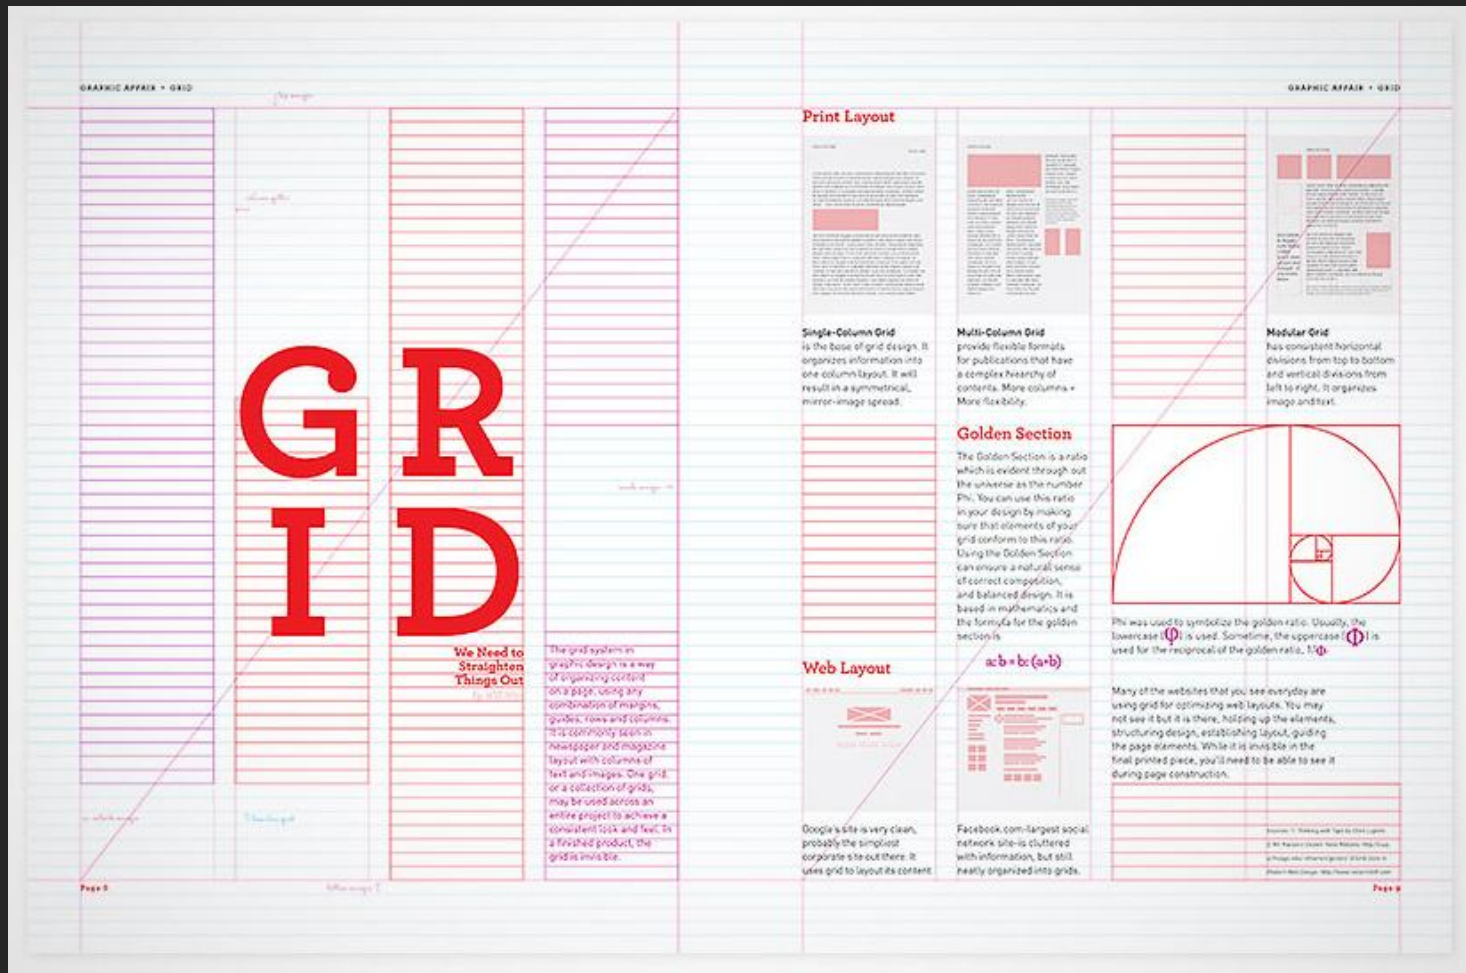 GRAPHIC AFFAIR • GRID
GRAPHIC AFFAIR • GRID
GR
ID
We Need to
Straighten
Things Out
The grid system in
graphic design is a way
of organizing content
on a page, using any
combination of margins,
guides, rows and columns.
It is commonly seen in
newspaper and magazine
layout with columns of
text and images. One grid,
or a collection of grids,
may be used across an
entire project to achieve a
consistent look and feel. In
a finished product, the
grid is invisible.
Page 8
Print Layout
Single-Column Grid
is the base of grid design. It
organizes information into
one column layout. It will
result in a symmetrical,
mirror-image spread.
Multi-Column Grid
provide flexible formats
for publications that have
a complex hiearchy of
contents. More columns =
More flexibility.
Modular Grid
has consistent horizontal
divisions from top to bottom
and vertical divisions from
left to right. It organizes
image and text.
Golden Section
The Golden Section is a ratio
which is evident through out
the universe as the number
Phi. You can use this ratio
in your design by making
sure that elements of your
grid conform to this ratio.
Using the Golden Section
can ensure a natural sense
of correct composition,
and balanced design. It is
based in mathematics and
the formyla for the golden
section is
a: b = b: (a+b)
Phi was used to symbolize the golden ratio. Usually, the
lowercase (φ) is used. Sometime, the uppercase (Φ) is
used for the reciprocal of the golden ratio, 1/φ.
Web Layout
Google's site is very clean,
probably the simpliest
corporate site out there. It
uses grid to layout its content
Facebook.com-largest social
network site-is cluttered
with information, but still
neatly organized into grids.
Many of the websites that you see everyday are
using grid for optimizing web layouts. You may
not see it but it is there, holding up the elements,
structuring design, establishing layout, guiding
the page elements. While it is invisible in the
final printed piece, you'll need to be able to see it
during page construction.
Page 9